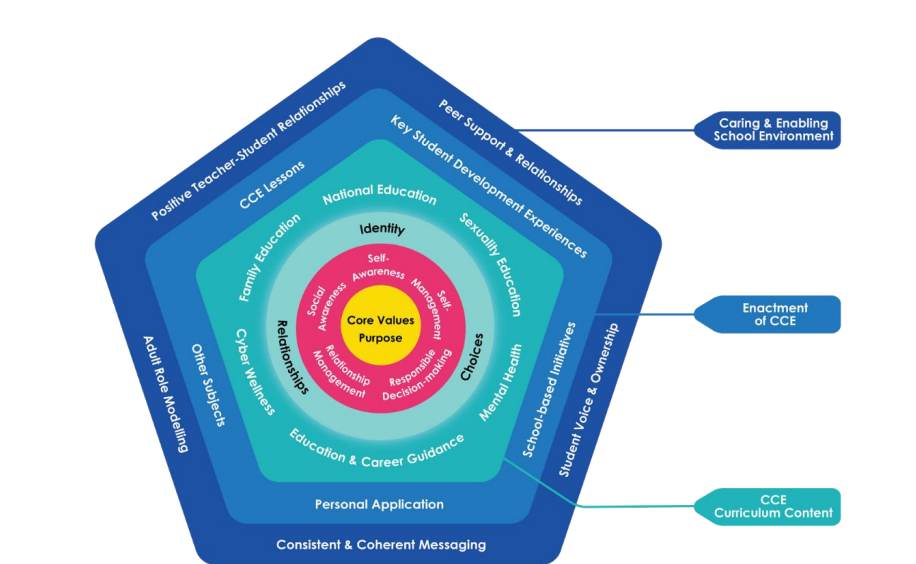 Positive Teacher-Student Relationships
Peer Support & Relationships
Student Voice & Ownership
Consistent & Coherent Messaging
Adult Role Modelling
CCE Lessons
Key Student Development Experiences
School-based Initiatives
Personal Application
Other Subjects
National Education
Sexuality Education
Mental Health
Education & Career Guidance
Cyber Wellness
Family Education
Identity
Choices
Relationships
Self-
Awareness
Self-
Management
Responsible
Decision-making
Relationship
Management
Social
Awareness
Core Values
Purpose
Caring & Enabling
School Environment
Enactment
of CCE
CCE
Curriculum Content